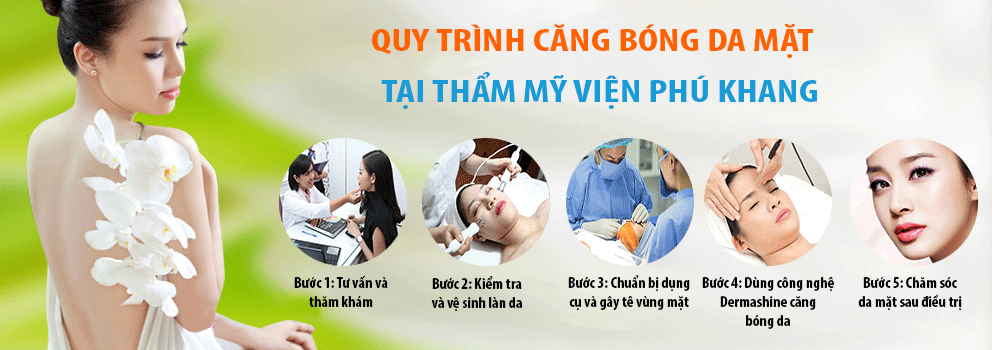 QUY TRÌNH CĂNG BÓNG DA MẶT
TẠI THẨM MỸ VIỆN PHÚ KHANG
Bước 1: Tư vấn và
thăm khám
Bước 2: Kiểm tra
và vệ sinh làn da
Bước 3: Chuẩn bị dụng
cụ và gây tê vùng mặt
Bước 4: Dùng công nghệ
Dermashine căng
bóng da
Bước 5: Chăm sóc
da mặt sau điều trị